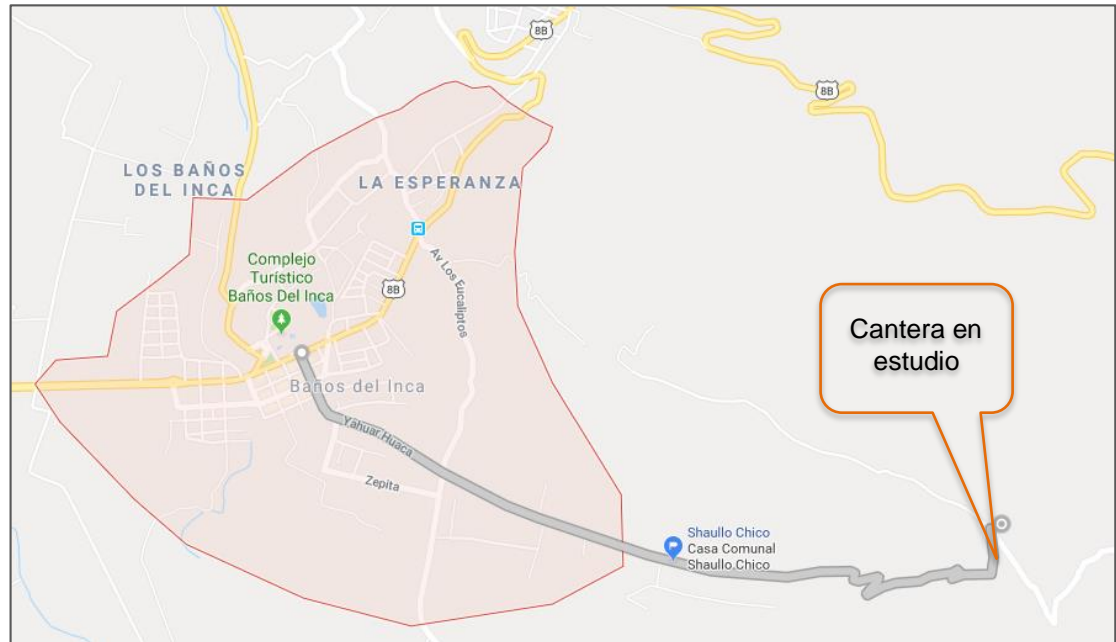 8B
8B
8B
LOS BAÑOS
DEL INCA
LA ESPERANZA
Complejo
Turístico
Baños Del Inca
8B
Av Los Eucaliptos
Cantera en
estudio
Baños del Inca
Yahuar Huaca
Zepita
Shaullo Chico
Casa Comunal
Shaullo Chico